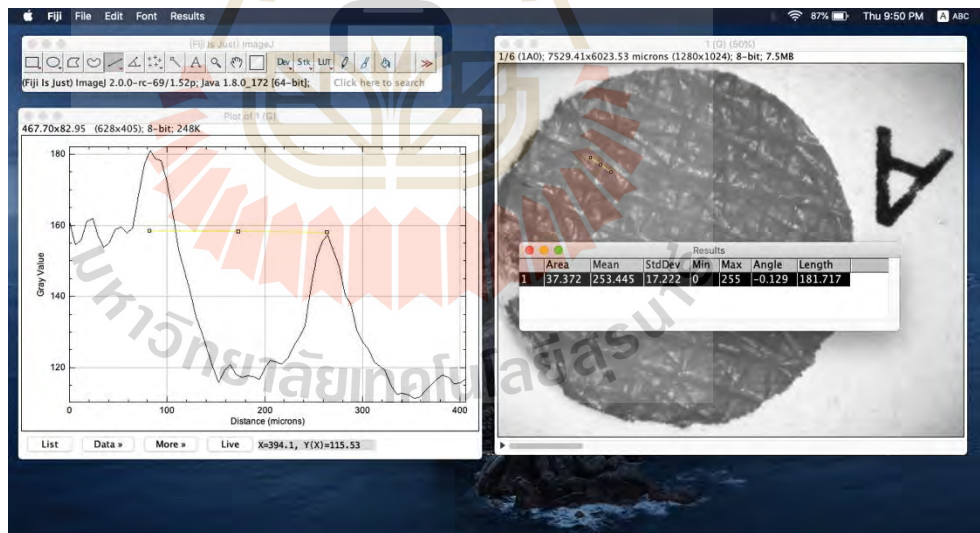 Fiji File Edit Font Results
87% Thu 9:50 PM A ABC
(Fiji Is Just) ImageJ
Dev Stk LUT
(Fiji Is Just) ImageJ 2.0.0-rc-69/1.52p; Java 1.8.0_172 [64-bit];
Click here to search
Plot of 1 (G)
467.70x82.95 (628x405); 8-bit; 248K
180
160
140
120
Gray Value
0 100 200 300 400
Distance (microns)
List Data » More » Live X=394.1, Y(X)=115.53
1 (G) (50%)
1/6 (1A0); 7529.41x6023.53 microns (1280x1024); 8-bit; 7.5MB
A
Results
Area Mean StdDev Min Max Angle Length
1 37.372 253.445 17.222 0 255 -0.129 181.717
มหาวิทยาลัยเทคโนโลยีสุรนารี